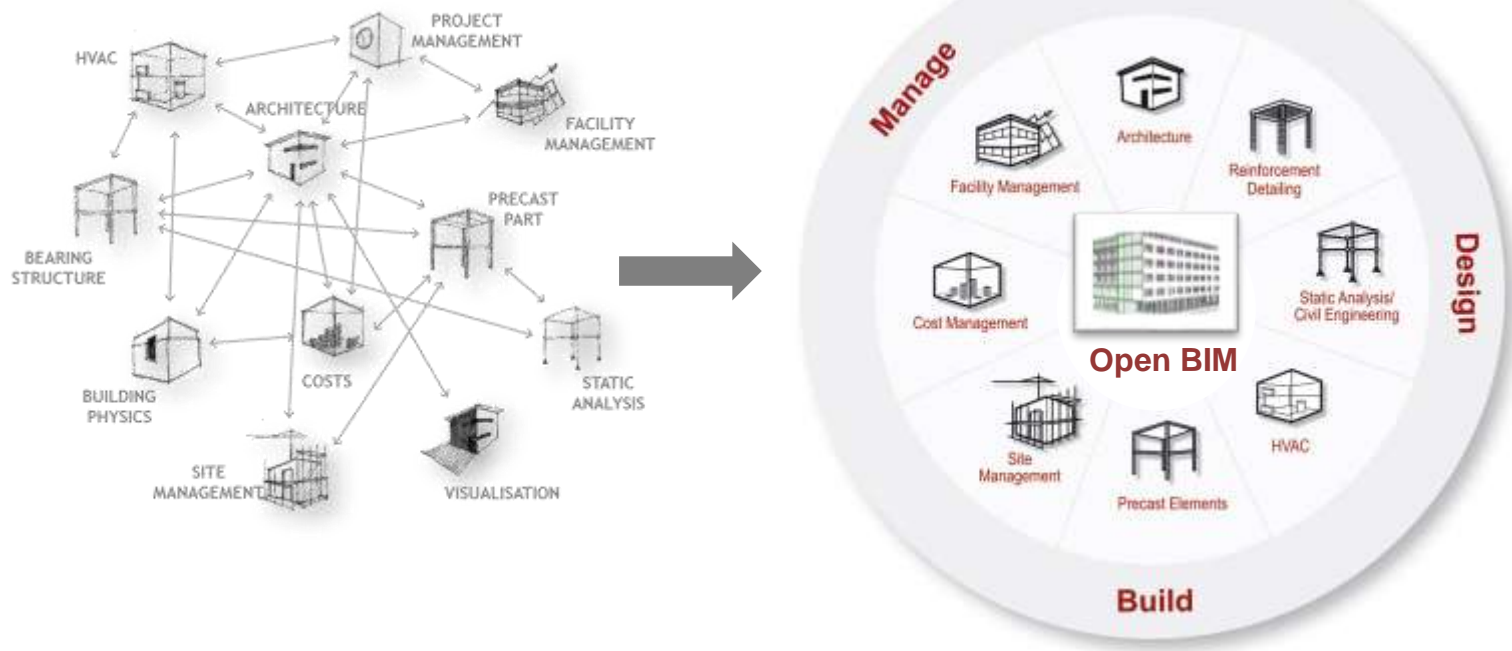 PROJECT
MANAGEMENT
HVAC
ARCHITECTURE
FACILITY
MANAGEMENT
PRECAST
PART
BEARING
STRUCTURE
BUILDING
PHYSICS
COSTS
STATIC
ANALYSIS
SITE
MANAGEMENT
VISUALISATION
Manage
Design
Build
Architecture
Reinforcement
Detailing
Facility Management
Static Analysis/
Civil Engineering
Cost Management
Open BIM
HVAC
Site
Management
Precast Elements